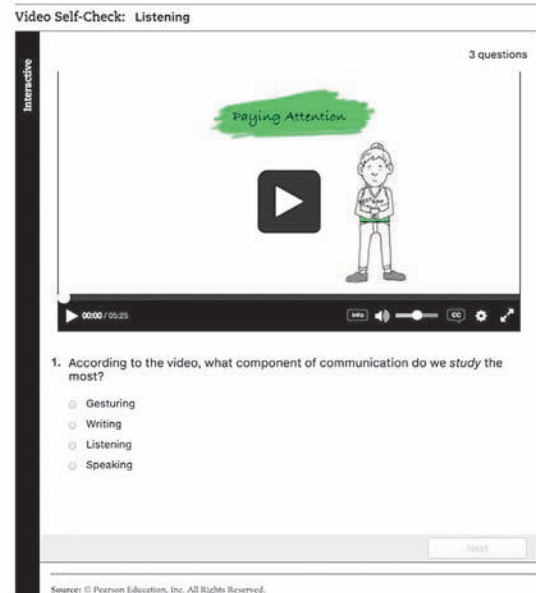 Video Self-Check: Listening
Interactive
3 questions
Paying Attention
00:00 / 05:25
info
CC
1. According to the video, what component of communication do we study the
most?
Gesturing
Writing
Listening
Speaking
Next
Source: © Pearson Education, Inc. All Rights Reserved.